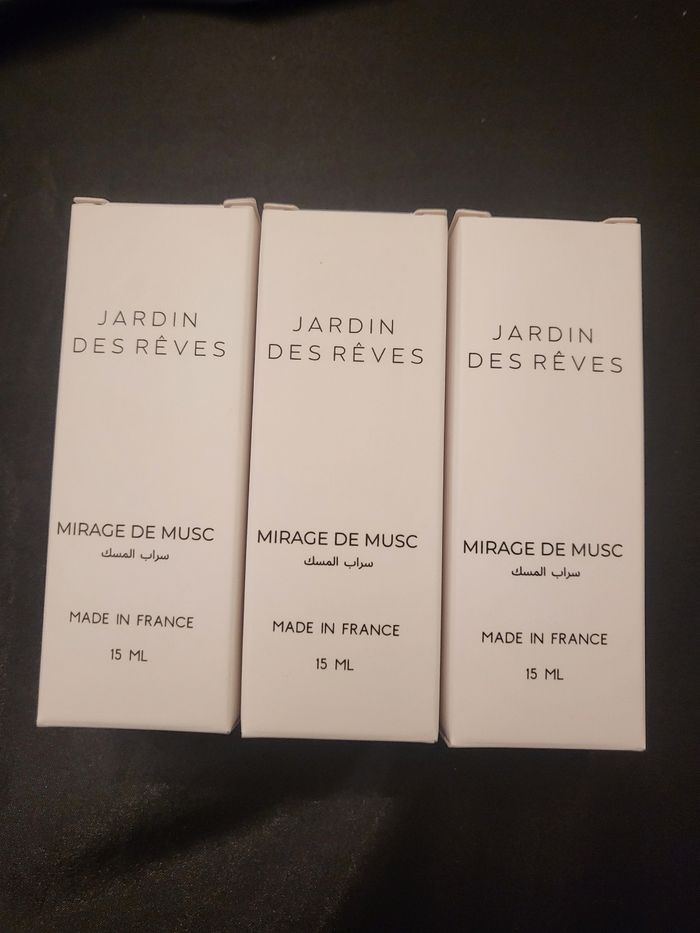 JARDIN
DES RÊVES
MIRAGE DE MUSC
سراب المسك
MADE IN FRANCE
15 ML
JARDIN
DES RÊVES
MIRAGE DE MUSC
سراب المسك
MADE IN FRANCE
15 ML
JARDIN
DES RÊVES
MIRAGE DE MUSC
سراب المسك
MADE IN FRANCE
15 ML